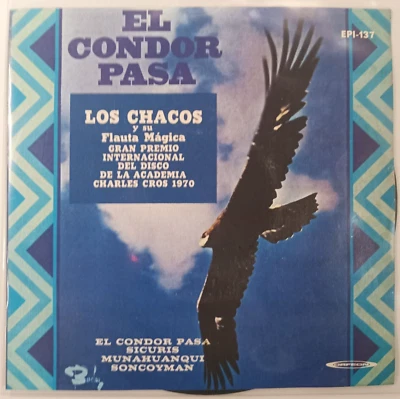 EL
CONDOR
PASA
EPI-137
LOS CHACOS
y su
Flauta Mágica
GRAN PREMIO
INTERNACIONAL
DEL DISCO
DE LA ACADEMIA
CHARLES CROS 1970
EL CONDOR PASA
SICURIS
MUNAHUANQUI
SONCOYMAN